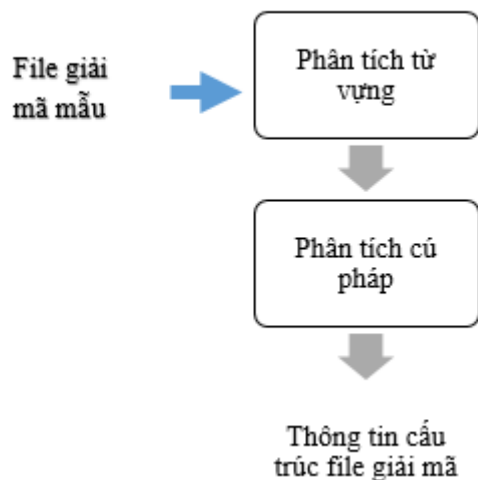 File giải
mã mẫu
Phân tích từ
vựng
Phân tích cú
pháp
Thông tin cấu
trúc file giải mã